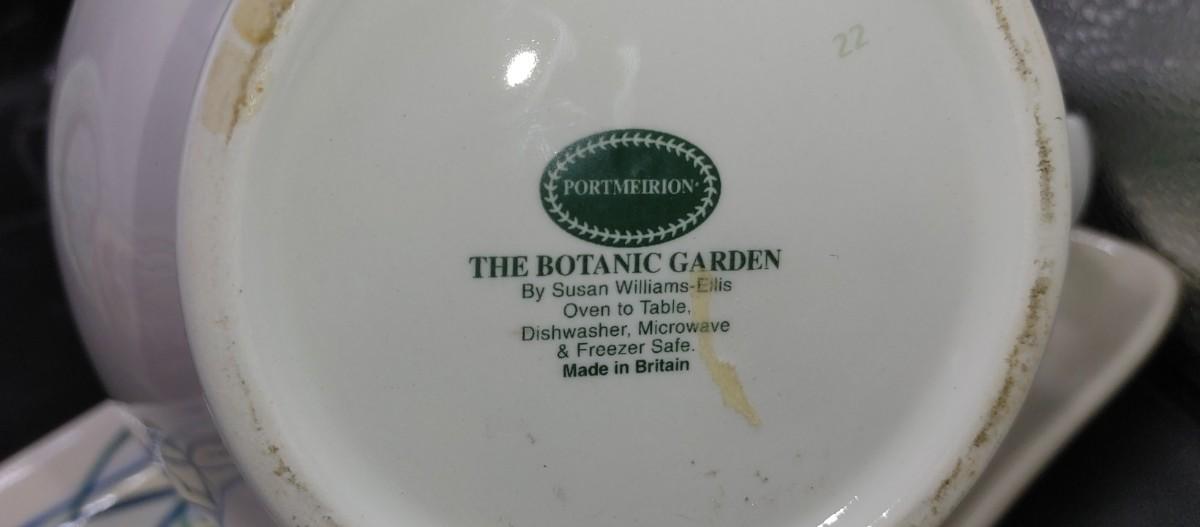 22
PORTMEIRION
THE BOTANIC GARDEN
By Susan Williams-Ellis
Oven to Table,
Dishwasher, Microwave
& Freezer Safe.
Made in Britain